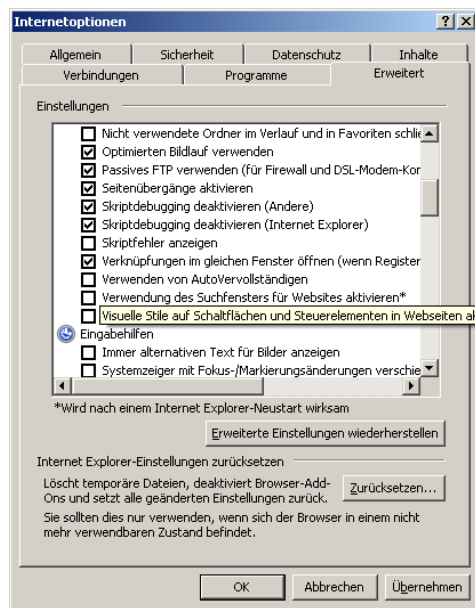 Internetoptionen
Allgemein
Sicherheit
Datenschutz
Inhalte
Verbindungen
Programme
Erweitert
Einstellungen
Nicht verwendete Ordner im Verlauf und in Favoriten schlie
Optimierten Bildlauf verwenden
Passives FTP verwenden (für Firewall und DSL-Modem-Kor
Seitenübergänge aktivieren
Skriptdebugging deaktivieren (Andere)
Skriptdebugging deaktivieren (Internet Explorer)
Skriptfehler anzeigen
Verknüpfungen im gleichen Fenster öffnen (wenn Register
Verwenden von AutoVervollständigen
Verwendung des Suchfensters für Websites aktivieren*
Visuelle Stile auf Schaltflächen und Steuerelementen in Webseiten ak
Eingabehilfen
Immer alternativen Text für Bilder anzeigen
Systemzeiger mit Fokus-/Markierungsänderungen verschie
*Wird nach einem Internet Explorer-Neustart wirksam
Erweiterte Einstellungen wiederherstellen
Internet Explorer-Einstellungen zurücksetzen
Löscht temporäre Dateien, deaktiviert Browser-Add-
Ons und setzt alle geänderten Einstellungen zurück.
Zurücksetzen...
Sie sollten dies nur verwenden, wenn sich der Browser in einem nicht
mehr verwendbaren Zustand befindet.
OK
Abbrechen
Übernehmen